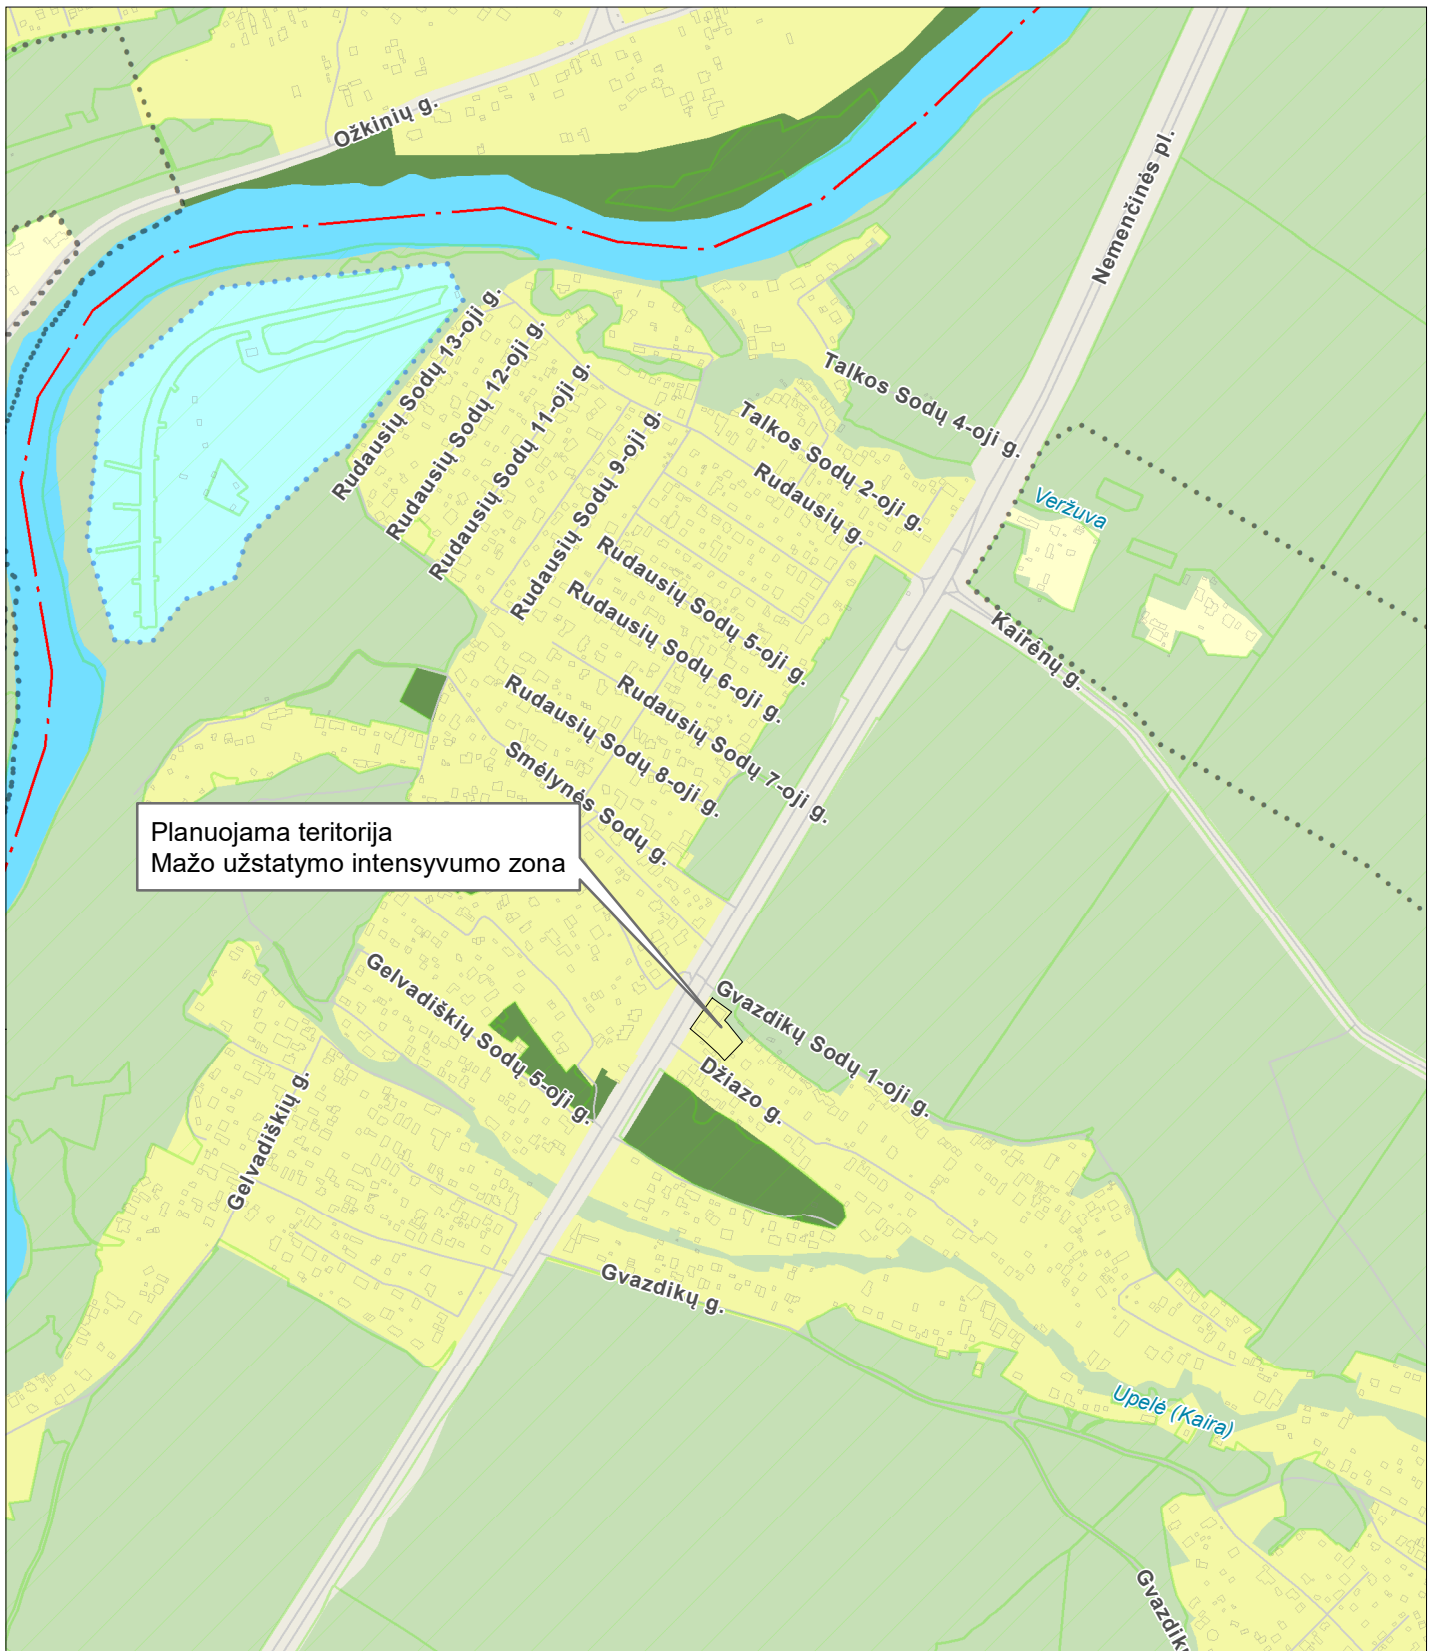 Ožkinių g.
Nemenčinės pl.
Rudausių Sodų 13-oji g.
Rudausių Sodų 12-oji g.
Rudausių Sodų 11-oji g.
Rudausių Sodų 9-oji g.
Talkos Sodų 4-oji g.
Talkos Sodų 2-oji g.
Rudausių g.
Veržuva
Rudausių Sodų 5-oji g.
Rudausių Sodų 6-oji g.
Kairėnų g.
Rudausių Sodų 7-oji g.
Rudausių Sodų 8-oji g.
Smėlynės Sodų g.
Planuojama teritorija
Mažo užstatymo intensyvumo zona
Gelvadiškių Sodų 5-oji g.
Gvazdikų Sodų 1-oji g.
Džiazo g.
Gelvadiškių g.
Gvazdikų g.
Upelė (Kaira)
Gvazdikų